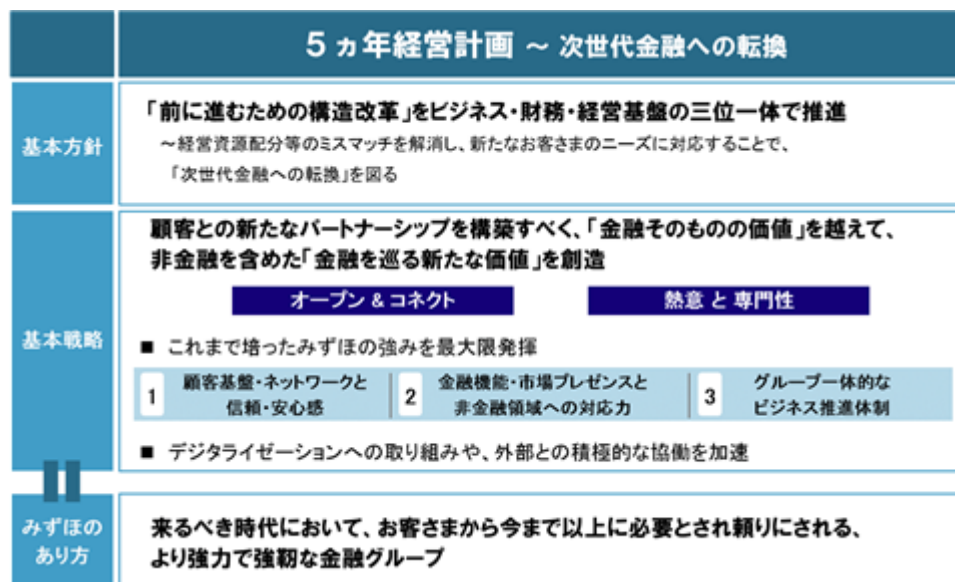 5ヵ年経営計画 ～ 次世代金融への転換
基本方針
「前に進むための構造改革」をビジネス・財務・経営基盤の三位一体で推進
～経営資源配分等のミスマッチを解消し、新たなお客さまのニーズに対応することで、
「次世代金融への転換」を図る
基本戦略
顧客との新たなパートナーシップを構築すべく、「金融そのものの価値」を越えて、
非金融を含めた「金融を巡る新たな価値」を創造
オープン & コネクト
熱意 と 専門性
■ これまで培ったみずほの強みを最大限発揮
1 顧客基盤・ネットワークと
信頼・安心感
2 金融機能・市場プレゼンスと
非金融領域への対応力
3 グループ一体的な
ビジネス推進体制
■ デジタライゼーションへの取り組みや、外部との積極的な協働を加速
みずほの
あり方
来るべき時代において、お客さまから今まで以上に必要とされ頼りにされる、
より強力で強靭な金融グループ